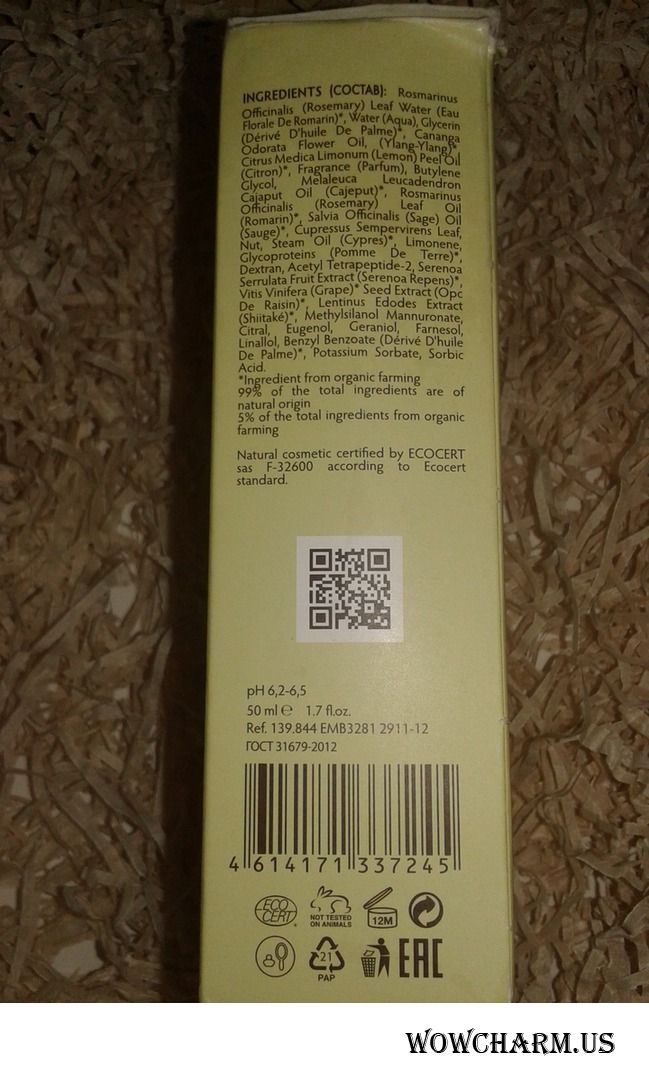 INGREDIENTS (СОСТАВ): Rosmarinus
Officinalis (Rosemary) Leaf Water (Eau
Florale De Romarin)*, Water (Aqua), Glycerin
(Dérivé D'huile De Palme)*, Cananga
Odorata Flower Oil, (Ylang-Ylang)*
Citrus Medica Limonum (Lemon) Peel Oil
(Citron)*, Fragrance (Parfum), Butylene
Glycol, Melaleuca Leucadendron
Cajaput Oil (Cajeput)*, Rosmarinus
Officinalis (Rosemary) Leaf Oil
(Romarin)*, Salvia Officinalis (Sage) Oil
(Sauge)*, Cupressus Sempervirens Leaf,
Nut, Steam Oil (Cypres)*, Limonene,
Glycoproteins (Pomme De Terre)*,
Dextran, Acetyl Tetrapeptide-2, Serenoa
Serrulata Fruit Extract (Serenoa Repens)*,
Vitis Vinifera (Grape)* Seed Extract (Opc
De Raisin)*, Lentinus Edodes Extract
(Shiitaké)*, Methylsilanol Mannuronate,
Citral, Eugenol, Geraniol, Farnesol,
Linallol, Benzyl Benzoate (Dérivé D'huile
De Palme)*, Potassium Sorbate, Sorbic
Acid.
*Ingredient from organic farming
99% of the total ingredients are of
natural origin
5% of the total ingredients from organic
farming
Natural cosmetic certified by ECOCERT
sas F-32600 according to Ecocert
standard.
pH 6,2-6,5
50 ml ℮ 1.7 fl.oz.
Ref. 139.844 EMB3281 2911-12
ГОСТ 31679-2012
4 614171 337245
ECO
CERT
NOT TESTED
ON ANIMALS
12M
21
PAP
EAC
WOWCHARM.US